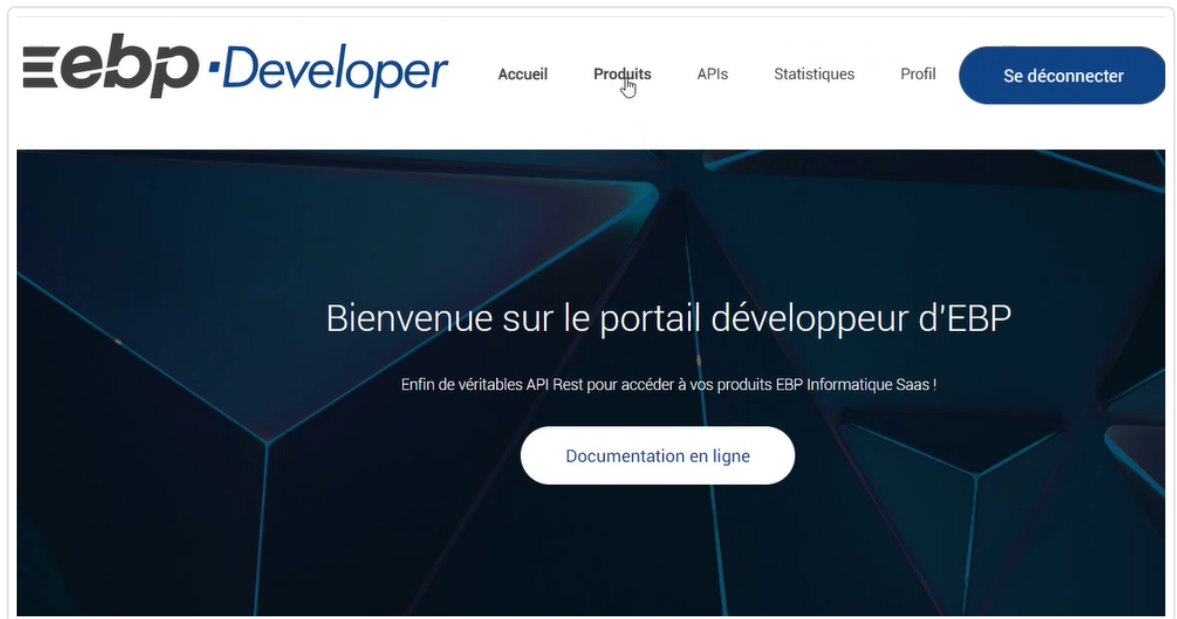 ebp·Developer
Accueil Produits APIs Statistiques Profil Se déconnecter
Bienvenue sur le portail développeur d'EBP
Enfin de véritables API Rest pour accéder à vos produits EBP Informatique Saas !
Documentation en ligne